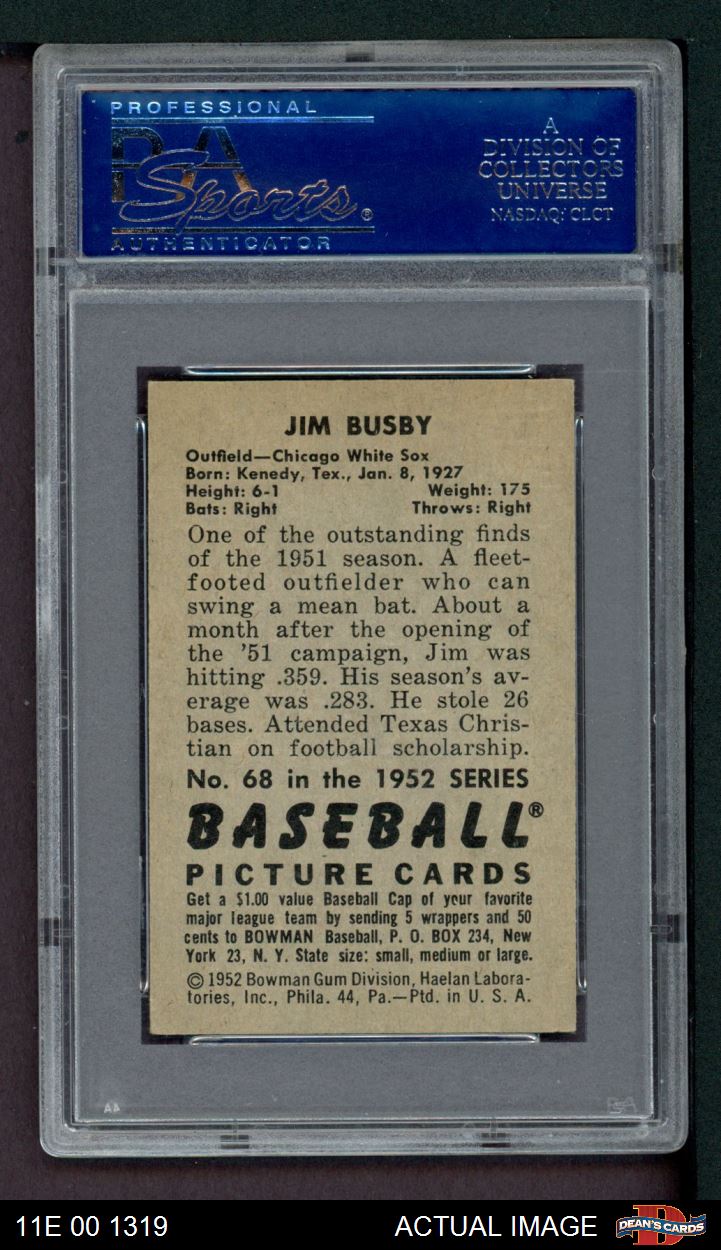 PROFESSIONAL
PSA
Sports®
AUTHENTICATOR
A
DIVISION OF
COLLECTORS
UNIVERSE
NASDAQ: CLCT
JIM BUSBY
Outfield—Chicago White Sox
Born: Kenedy, Tex., Jan. 8, 1927
Height: 6-1 Weight: 175
Bats: Right Throws: Right
One of the outstanding finds
of the 1951 season. A fleet-
footed outfielder who can
swing a mean bat. About a
month after the opening of
the '51 campaign, Jim was
hitting .359. His season's av-
erage was .283. He stole 26
bases. Attended Texas Chris-
tian on football scholarship.
No. 68 in the 1952 SERIES
BASEBALL®
PICTURE CARDS
Get a $1.00 value Baseball Cap of your favorite
major league team by sending 5 wrappers and 50
cents to BOWMAN Baseball, P. O. BOX 234, New
York 23, N. Y. State size: small, medium or large.
© 1952 Bowman Gum Division, Haelan Labora-
tories, Inc., Phila. 44, Pa.—Ptd. in U. S. A.
11E 00 1319 ACTUAL IMAGE DEAN'S CARDS